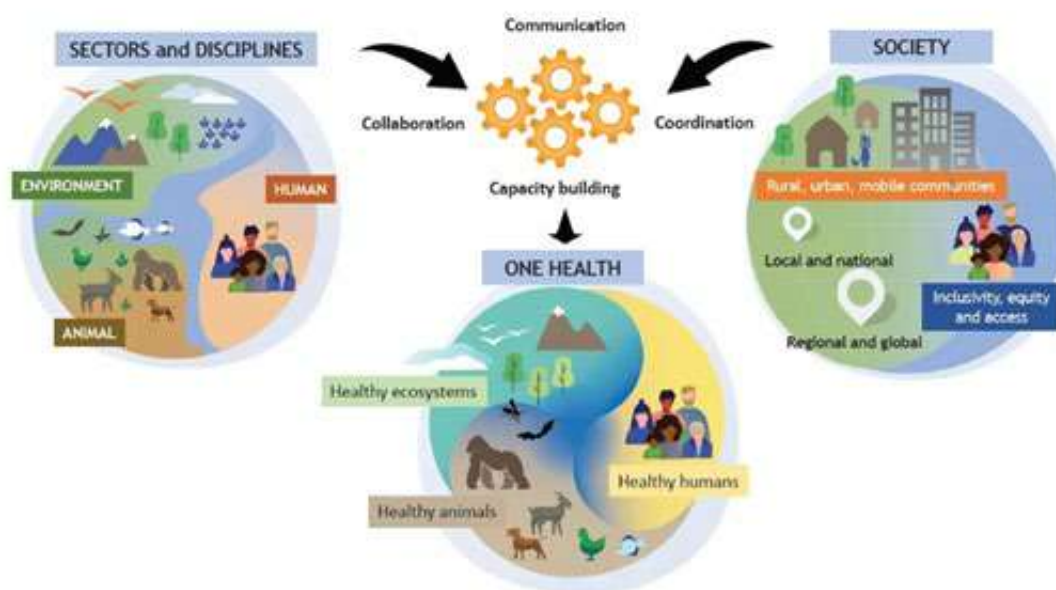 SECTORS and DISCIPLINES
ENVIRONMENT
HUMAN
ANIMAL
Communication
Collaboration
Coordination
Capacity building
SOCIETY
Rural, urban, mobile communities
Local and national
Inclusivity, equity
and access
Regional and global
ONE HEALTH
Healthy ecosystems
Healthy humans
Healthy animals